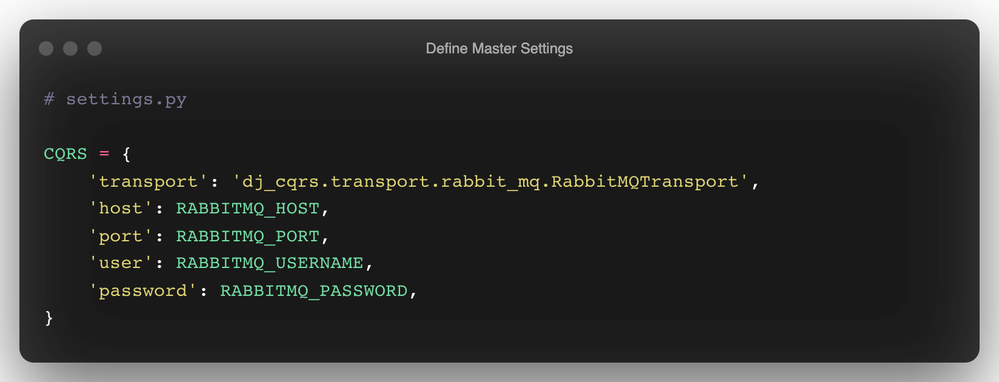 Define Master Settings
# settings.py
CQRS = {
    'transport': 'dj_cqrs.transport.rabbit_mq.RabbitMQTransport',
    'host': RABBITMQ_HOST,
    'port': RABBITMQ_PORT,
    'user': RABBITMQ_USERNAME,
    'password': RABBITMQ_PASSWORD,
}